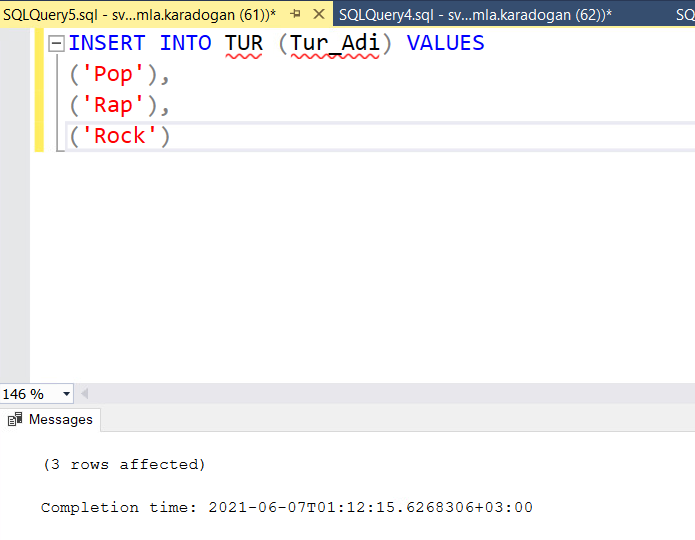 SQLQuery5.sql - sv...mla.karadogan (61))* SQLQuery4.sql - sv...mla.karadogan (62))* SQ
INSERT INTO TUR (Tur_Adi) VALUES
('Pop'),
('Rap'),
('Rock')
146 %
Messages
(3 rows affected)
Completion time: 2021-06-07T01:12:15.6268306+03:00